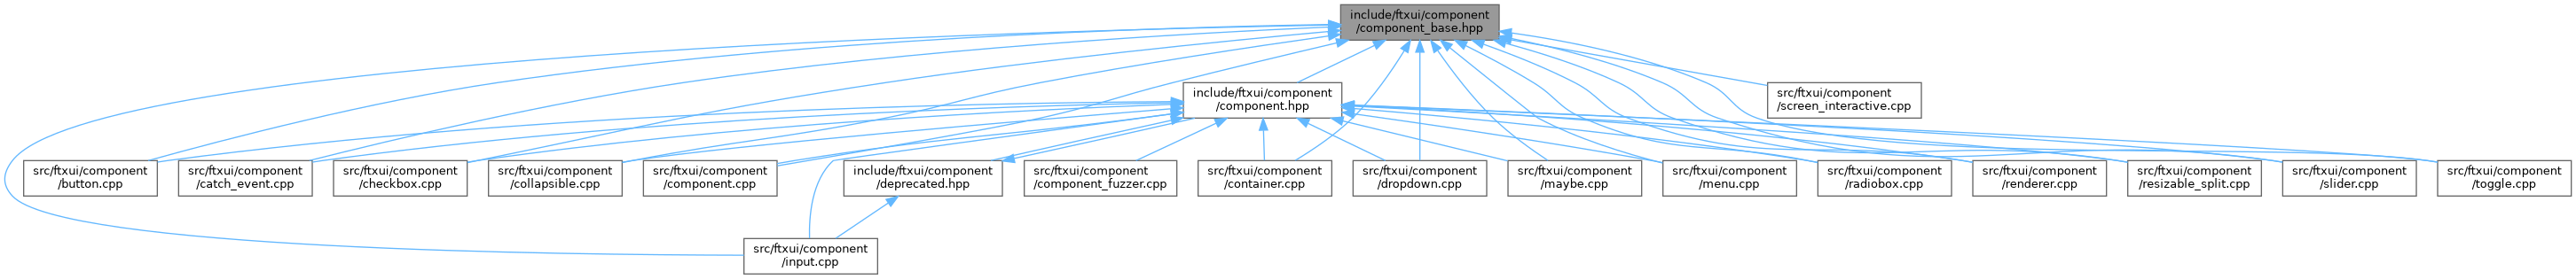 include/ftxui/component
/component_base.hpp
include/ftxui/component
/component.hpp
src/ftxui/component
/screen_interactive.cpp
src/ftxui/component
/button.cpp
src/ftxui/component
/catch_event.cpp
src/ftxui/component
/checkbox.cpp
src/ftxui/component
/collapsible.cpp
src/ftxui/component
/component.cpp
include/ftxui/component
/deprecated.hpp
src/ftxui/component
/component_fuzzer.cpp
src/ftxui/component
/container.cpp
src/ftxui/component
/dropdown.cpp
src/ftxui/component
/maybe.cpp
src/ftxui/component
/menu.cpp
src/ftxui/component
/radiobox.cpp
src/ftxui/component
/renderer.cpp
src/ftxui/component
/resizable_split.cpp
src/ftxui/component
/slider.cpp
src/ftxui/component
/toggle.cpp
src/ftxui/component
/input.cpp